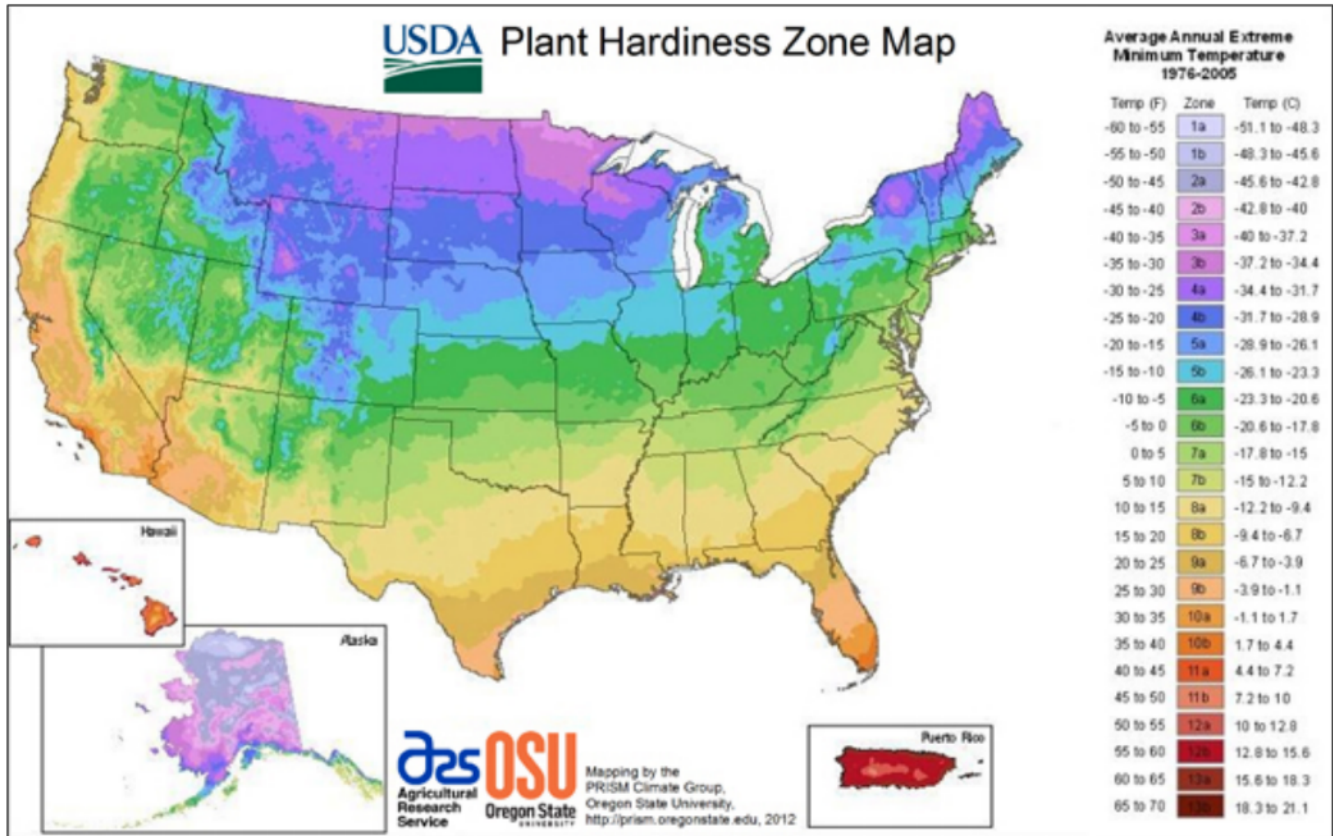 USDA Plant Hardiness Zone Map
Average Annual Extreme
Minimum Temperature
1976-2005
Temp (F) Zone Temp (C)
-60 to -55 1a -51.1 to -48.3
-55 to -50 1b -48.3 to -45.6
-50 to -45 2a -45.6 to -42.8
-45 to -40 2b -42.8 to -40
-40 to -35 3a -40 to -37.2
-35 to -30 3b -37.2 to -34.4
-30 to -25 4a -34.4 to -31.7
-25 to -20 4b -31.7 to -28.9
-20 to -15 5a -28.9 to -26.1
-15 to -10 5b -26.1 to -23.3
-10 to -5 6a -23.3 to -20.6
-5 to 0 6b -20.6 to -17.8
0 to 5 7a -17.8 to -15
5 to 10 7b -15 to -12.2
10 to 15 8a -12.2 to -9.4
15 to 20 8b -9.4 to -6.7
20 to 25 9a -6.7 to -3.9
25 to 30 9b -3.9 to -1.1
30 to 35 10a -1.1 to 1.7
35 to 40 10b 1.7 to 4.4
40 to 45 11a 4.4 to 7.2
45 to 50 11b 7.2 to 10
50 to 55 12a 10 to 12.8
55 to 60 12b 12.8 to 15.6
60 to 65 13a 15.6 to 18.3
65 to 70 13b 18.3 to 21.1
Hawaii
Alaska
Puerto Rico
ars
Agricultural
Research
Service
OSU
Oregon State
UNIVERSITY
Mapping by the
PRISM Climate Group,
Oregon State University,
http://prism.oregonstate.edu, 2012